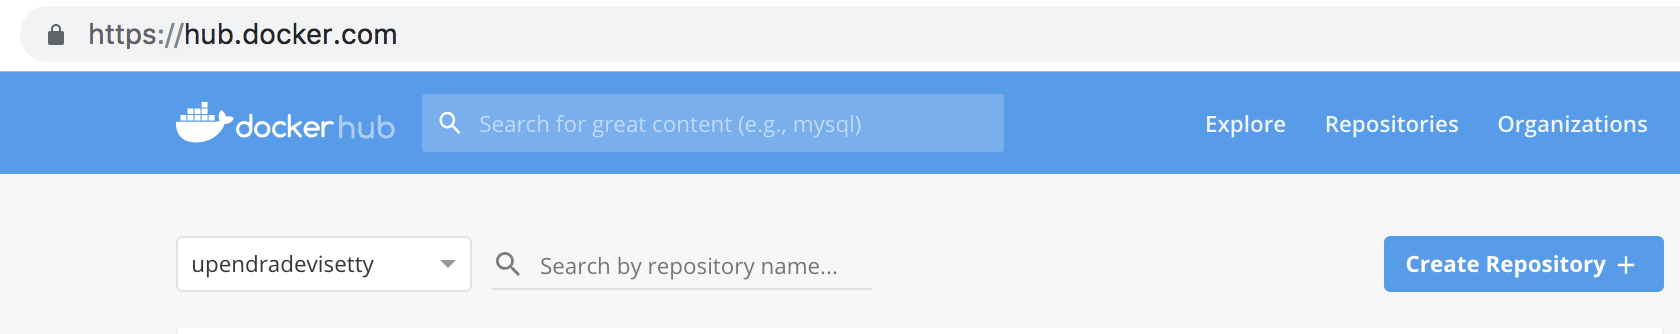 https://hub.docker.com
docker hub Search for great content (e.g., mysql) Explore Repositories Organizations
upendradevisetty Search by repository name... Create Repository +